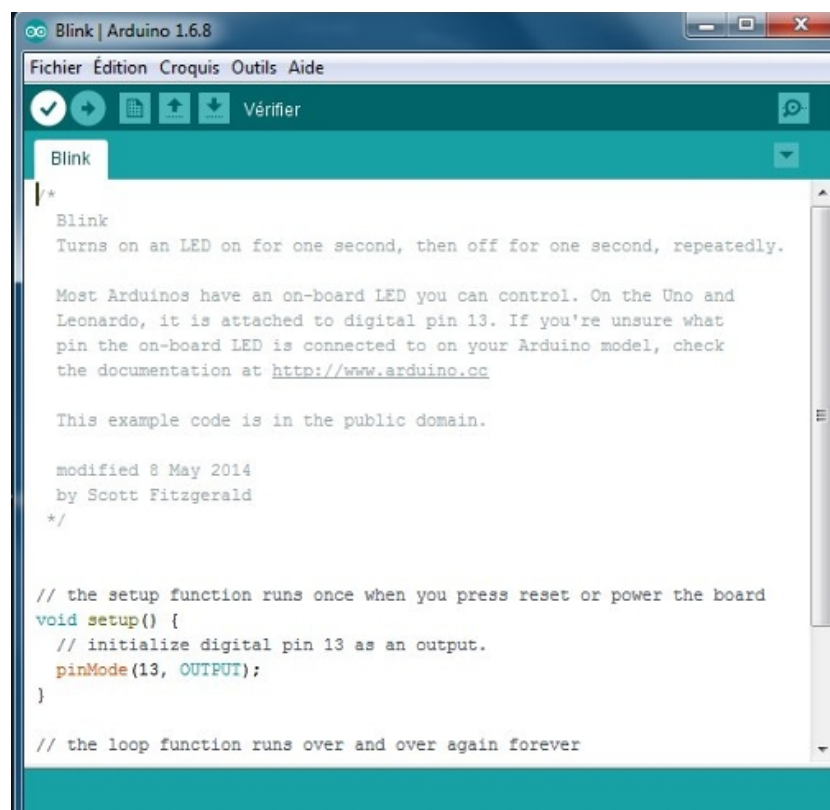 Blink | Arduino 1.6.8
Fichier Édition Croquis Outils Aide
Vérifier
Blink
/*
Blink
Turns on an LED on for one second, then off for one second, repeatedly.
Most Arduinos have an on-board LED you can control. On the Uno and
Leonardo, it is attached to digital pin 13. If you're unsure what
pin the on-board LED is connected to on your Arduino model, check
the documentation at http://www.arduino.cc
This example code is in the public domain.
modified 8 May 2014
by Scott Fitzgerald
*/
// the setup function runs once when you press reset or power the board
void setup() {
// initialize digital pin 13 as an output.
pinMode(13, OUTPUT);
}
// the loop function runs over and over again forever